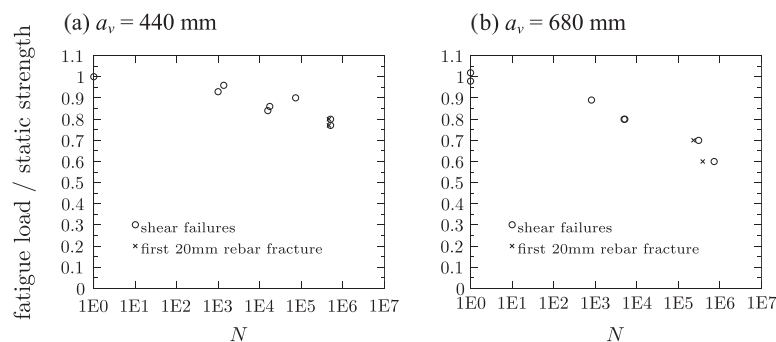 (a) aᵥ = 440 mm
(b) aᵥ = 680 mm
fatigue load / static strength
1.1
1
0.9
0.8
0.7
0.6
0.5
0.4
0.3
0.2
0.1
0
shear failures
first 20mm rebar fracture
1E0 1E1 1E2 1E3 1E4 1E5 1E6 1E7
N
1.1
1
0.9
0.8
0.7
0.6
0.5
0.4
0.3
0.2
0.1
0
shear failures
first 20mm rebar fracture
1E0 1E1 1E2 1E3 1E4 1E5 1E6 1E7
N